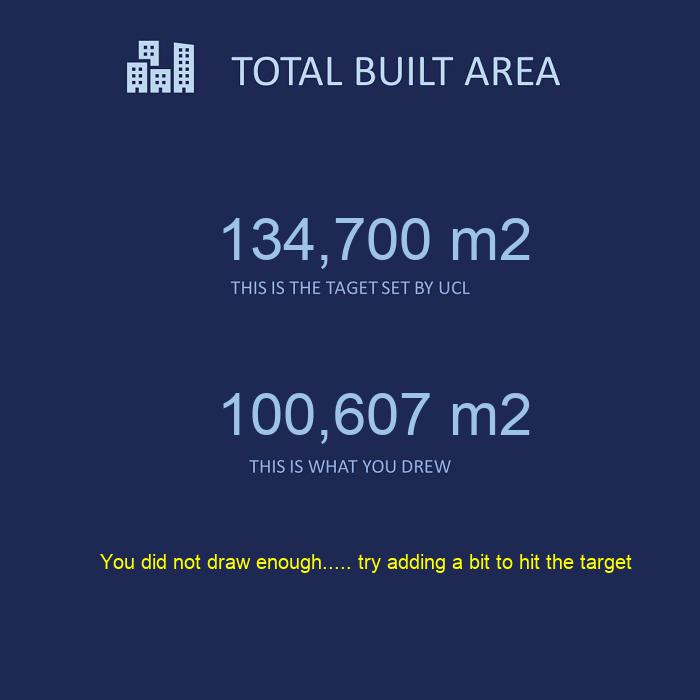 TOTAL BUILT AREA
134,700 m2
THIS IS THE TAGET SET BY UCL
100,607 m2
THIS IS WHAT YOU DREW
You did not draw enough..... try adding a bit to hit the target